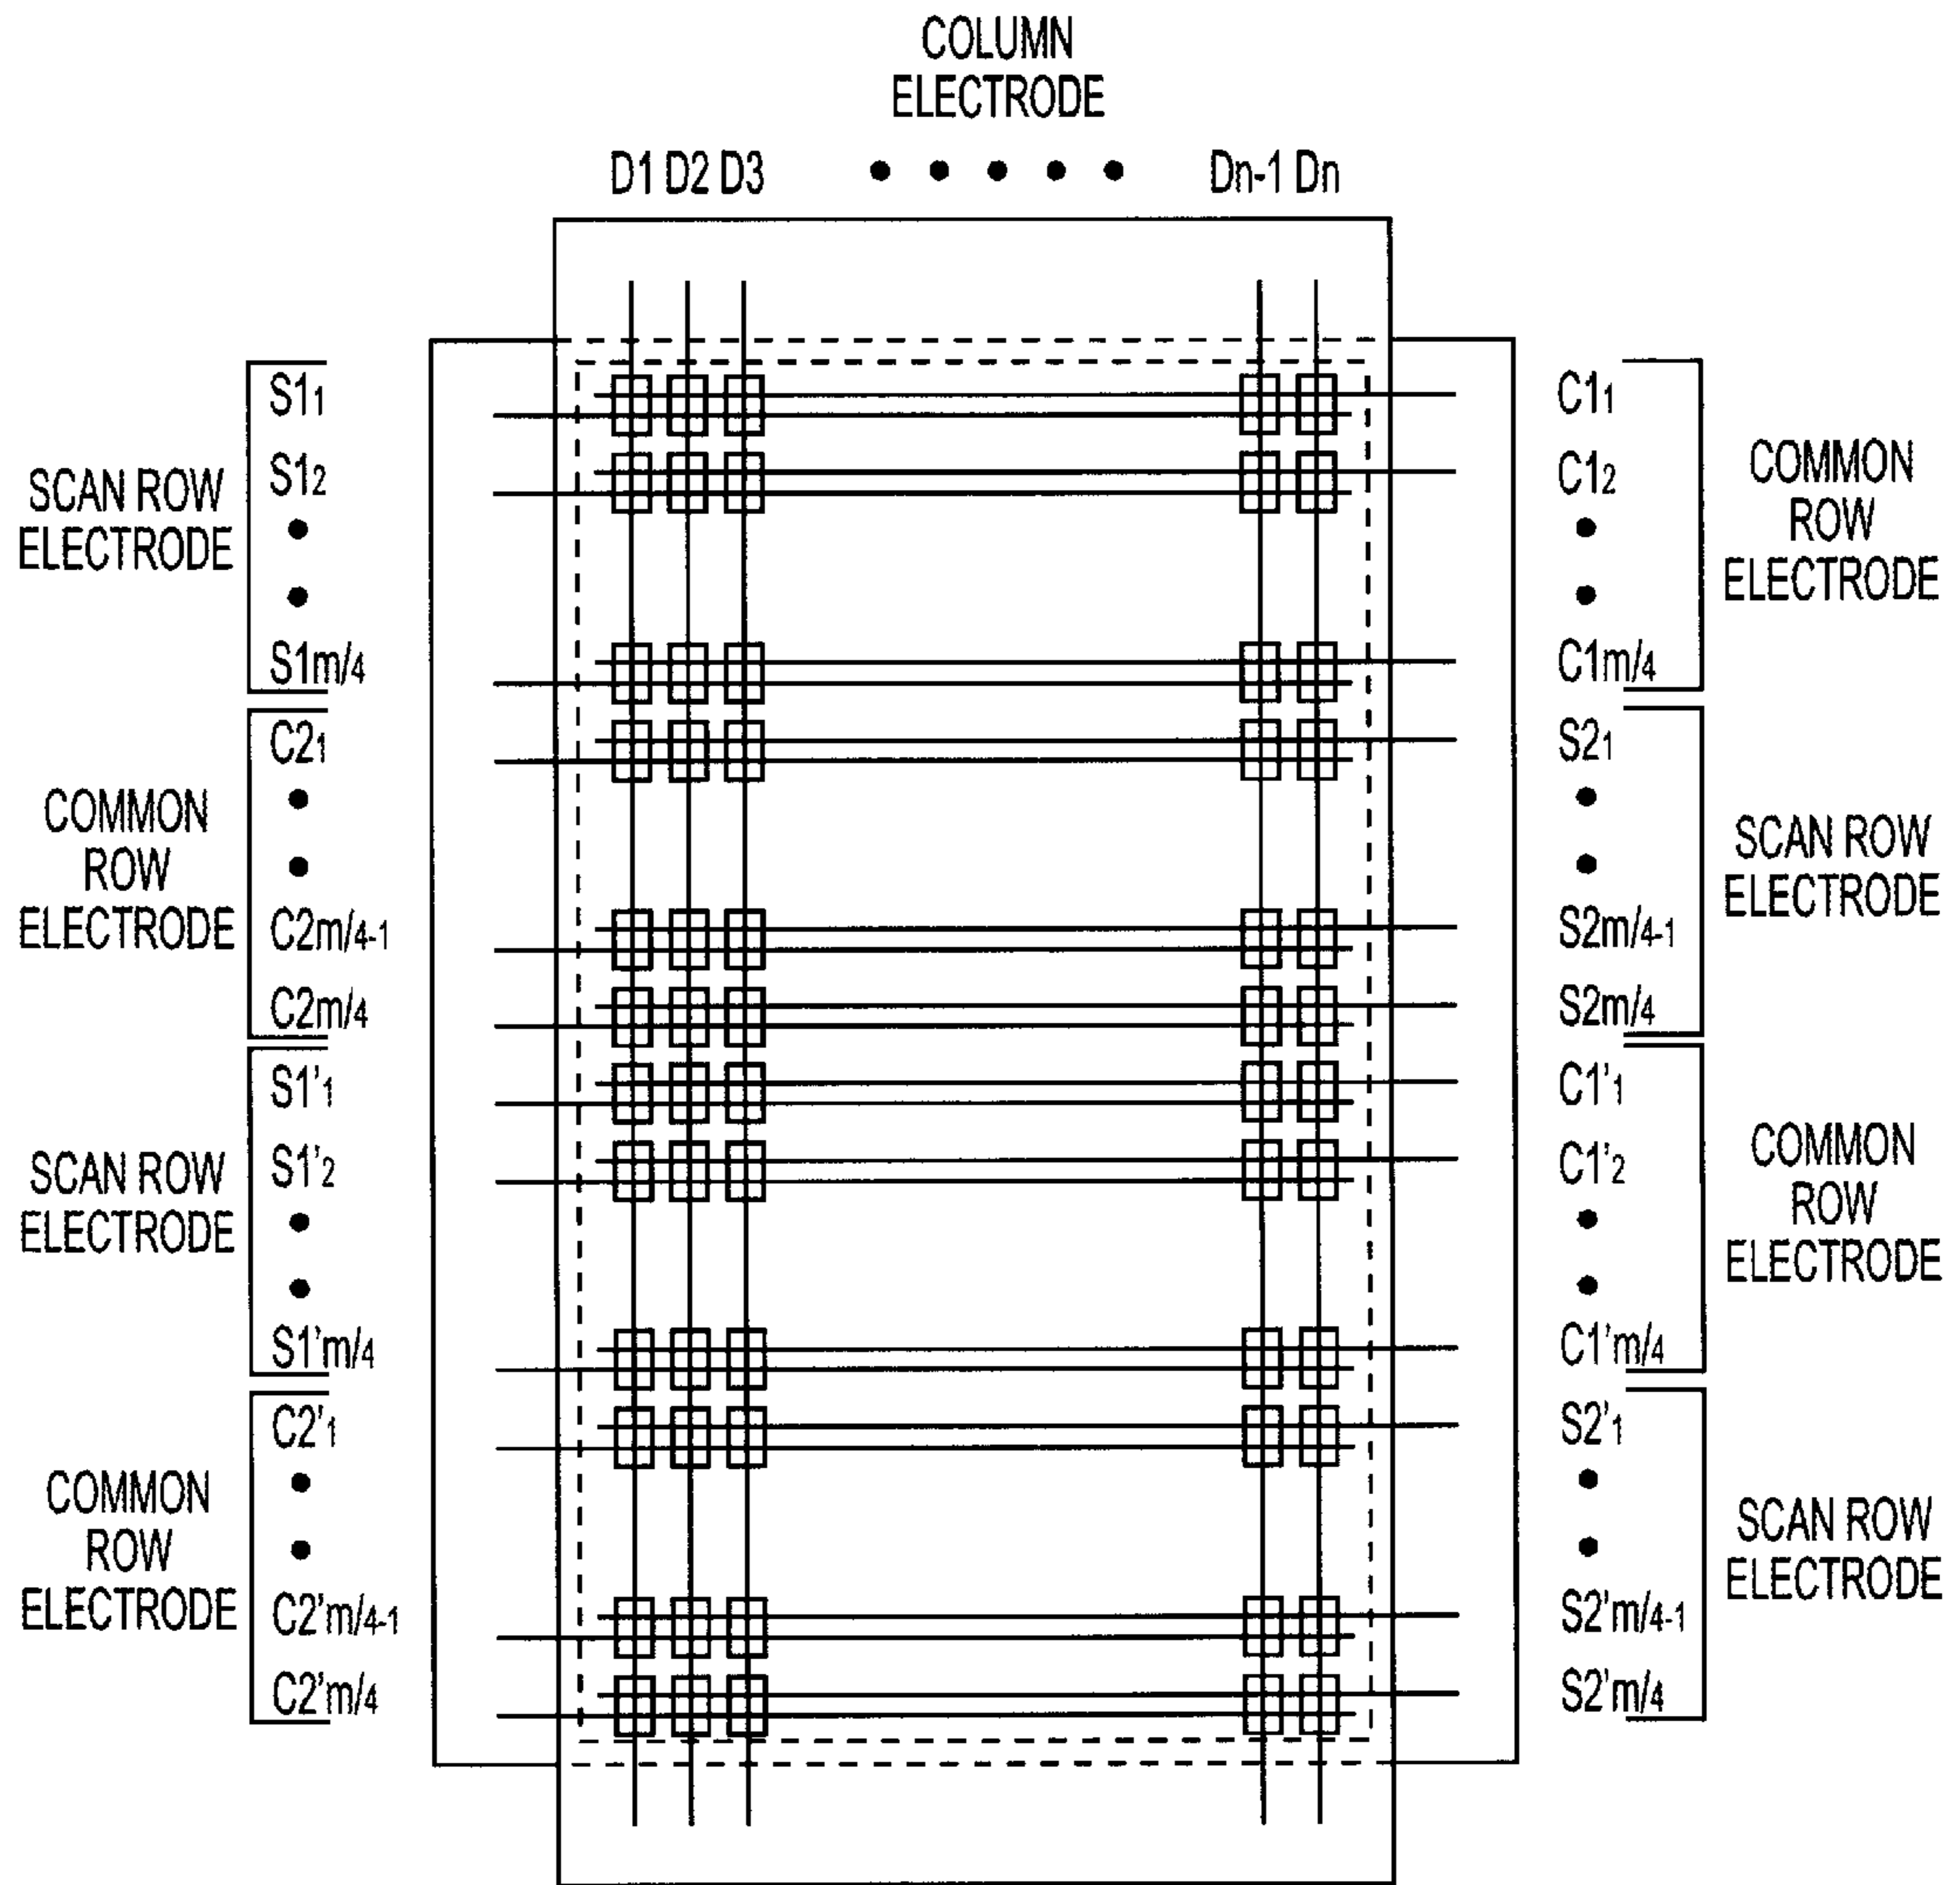 COLUMN
ELECTRODE
D1 D2 D3 • • • • • Dn-1 Dn
SCAN ROW
ELECTRODE
S1₁
S1₂
•
•
S1m/4
COMMON
ROW
ELECTRODE
C2₁
•
•
C2m/4-1
C2m/4
SCAN ROW
ELECTRODE
S1'₁
S1'₂
•
•
S1'm/4
COMMON
ROW
ELECTRODE
C2'₁
•
•
C2'm/4-1
C2'm/4
C1₁
C1₂
•
•
C1m/4
COMMON
ROW
ELECTRODE
S2₁
•
•
S2m/4-1
S2m/4
SCAN ROW
ELECTRODE
C1'₁
C1'₂
•
•
C1'm/4
COMMON
ROW
ELECTRODE
S2'₁
•
•
S2'm/4-1
S2'm/4
SCAN ROW
ELECTRODE